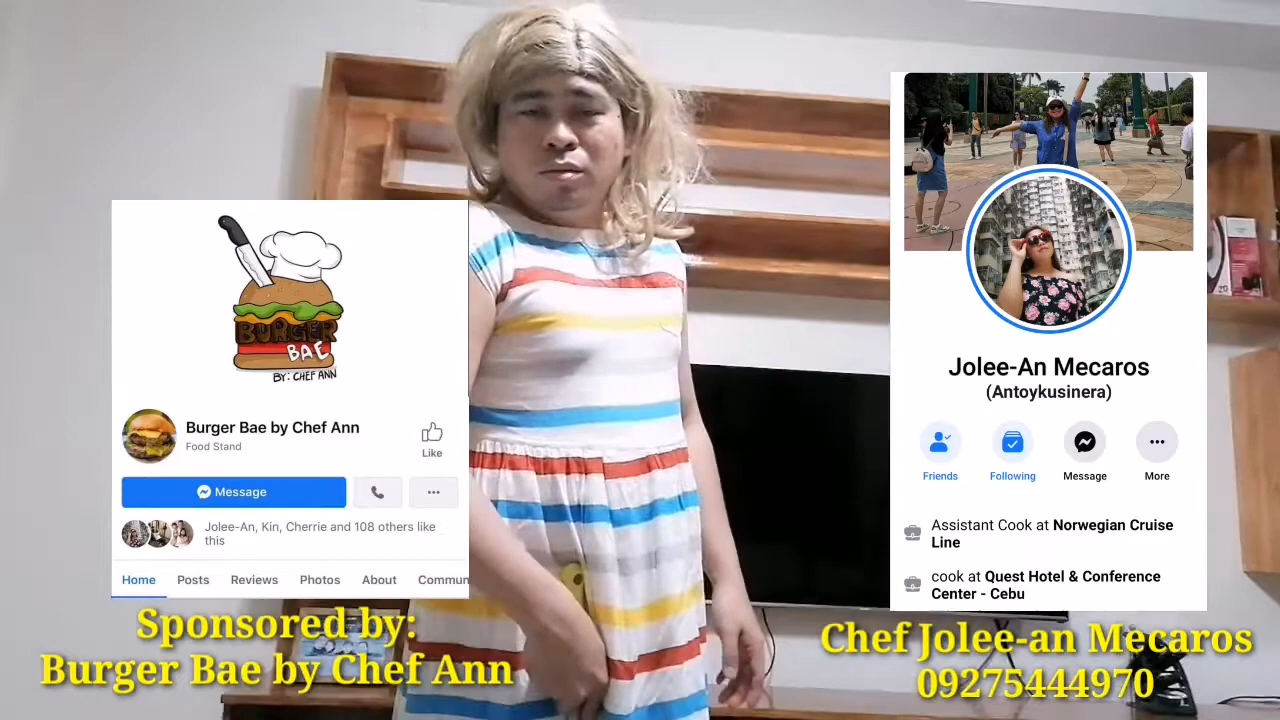 BURGER
BAE
BY: CHEF ANN
Burger Bae by Chef Ann
Food Stand
Like
Message
Jolee-An, Kin, Cherrie and 108 others like
this
Home Posts Reviews Photos About Commun
Sponsored by:
Burger Bae by Chef Ann
Jolee-An Mecaros
(Antoykusinera)
Friends Following Message More
Assistant Cook at Norwegian Cruise
Line
cook at Quest Hotel & Conference
Center - Cebu
Chef Jolee-an Mecaros
09275444970